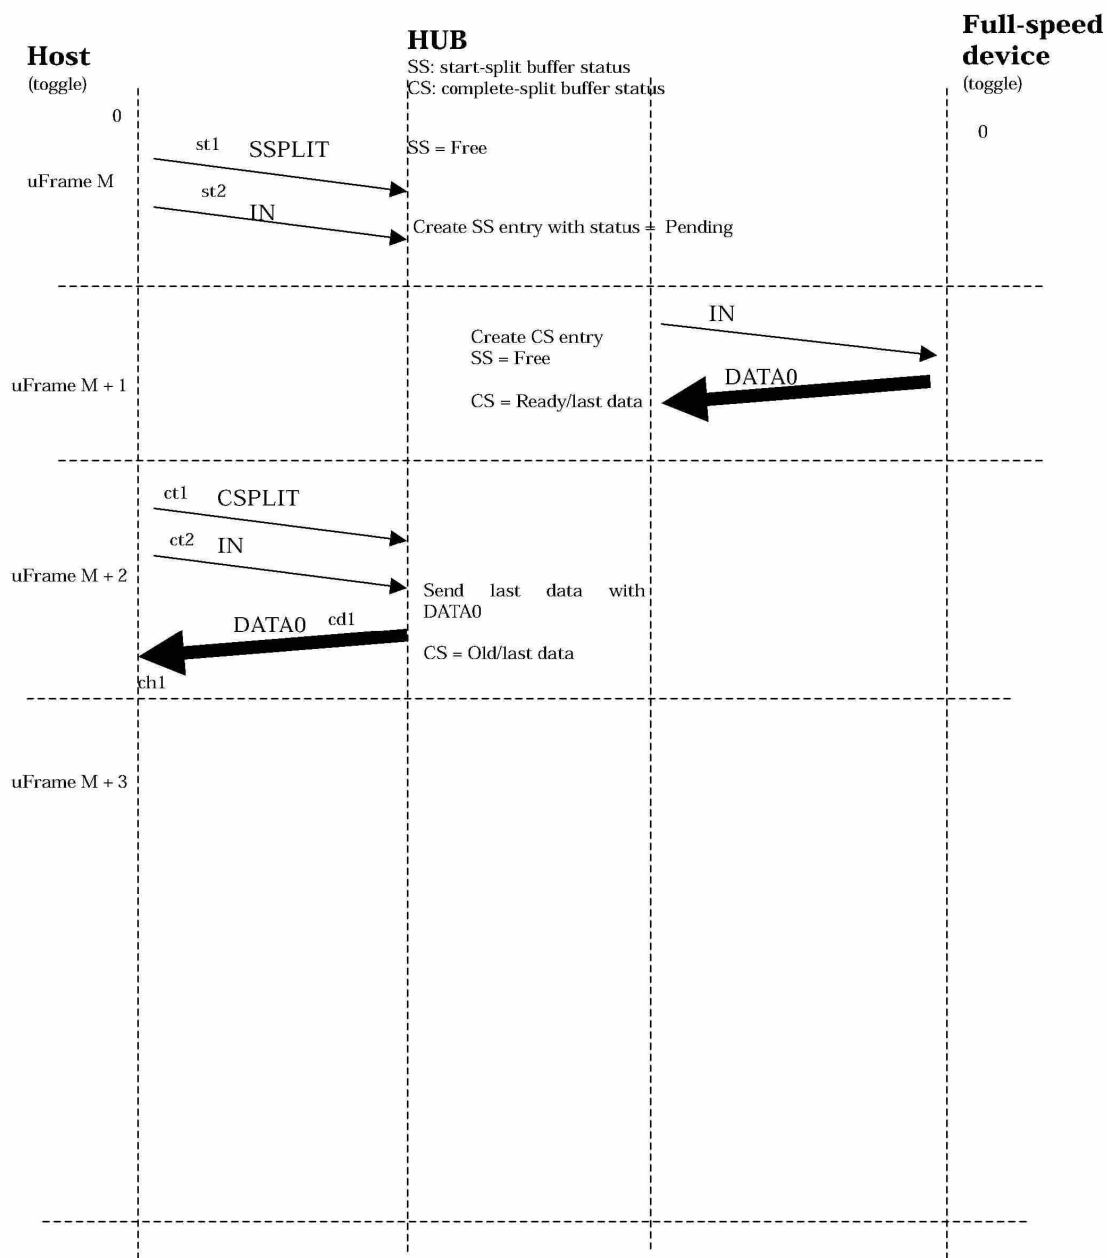 Host
(toggle)
HUB
SS: start-split buffer status
CS: complete-split buffer status
Full-speed
device
(toggle)
0
0
st1 SSPLIT
SS = Free
uFrame M
st2 IN
Create SS entry with status = Pending
IN
Create CS entry
SS = Free
DATA0
uFrame M + 1
CS = Ready/last data
ct1 CSPLIT
ct2 IN
uFrame M + 2
Send last data with
DATA0
DATA0 cd1
CS = Old/last data
ch1
uFrame M + 3